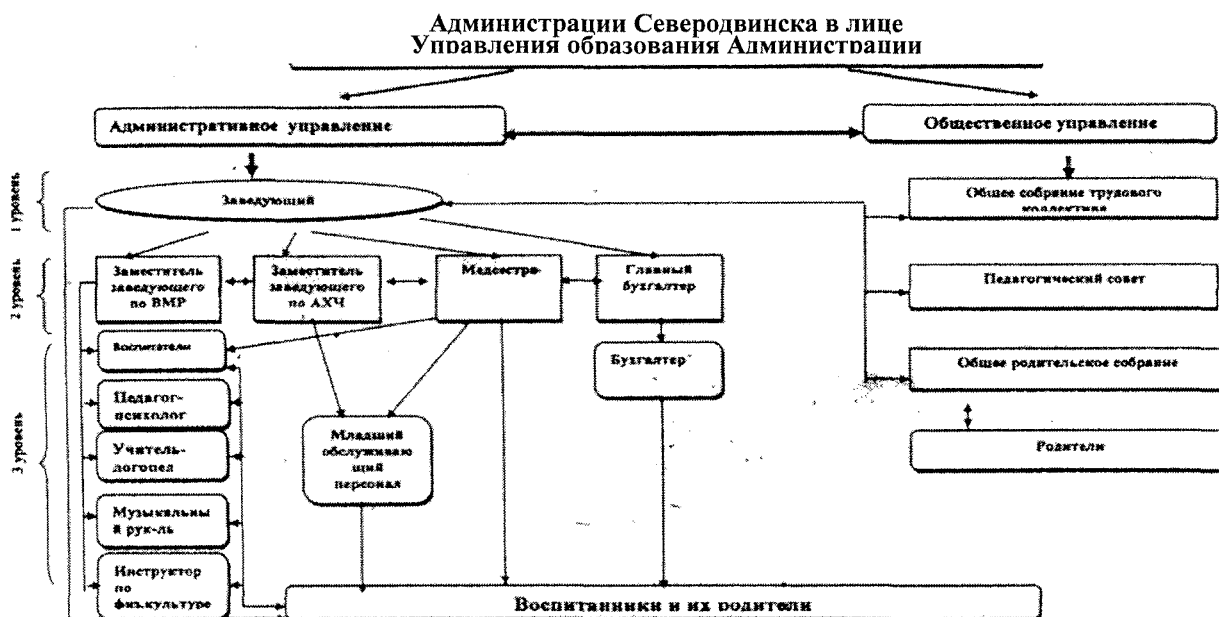 Администрации Северодвинска в лице
Управления образования Администрации
Административное управление
Общественное управление
1 уровень
Заведующий
Общее собрание трудового
коллектива
2 уровень
Заместитель
заведующего
по ВМР
Заместитель
заведующего
по АХЧ
Медсестра
Главный
бухгалтер
Педагогический совет
3 уровень
Воспитатели
Бухгалтер
Общее родительское собрание
Педагог-
психолог
Младший
обслуживаю
щий
персонал
Родители
Учитель-
логопед
Музыкальны
й рук-ль
Инструктор
по
физ.культуре
Воспитанники и их родители